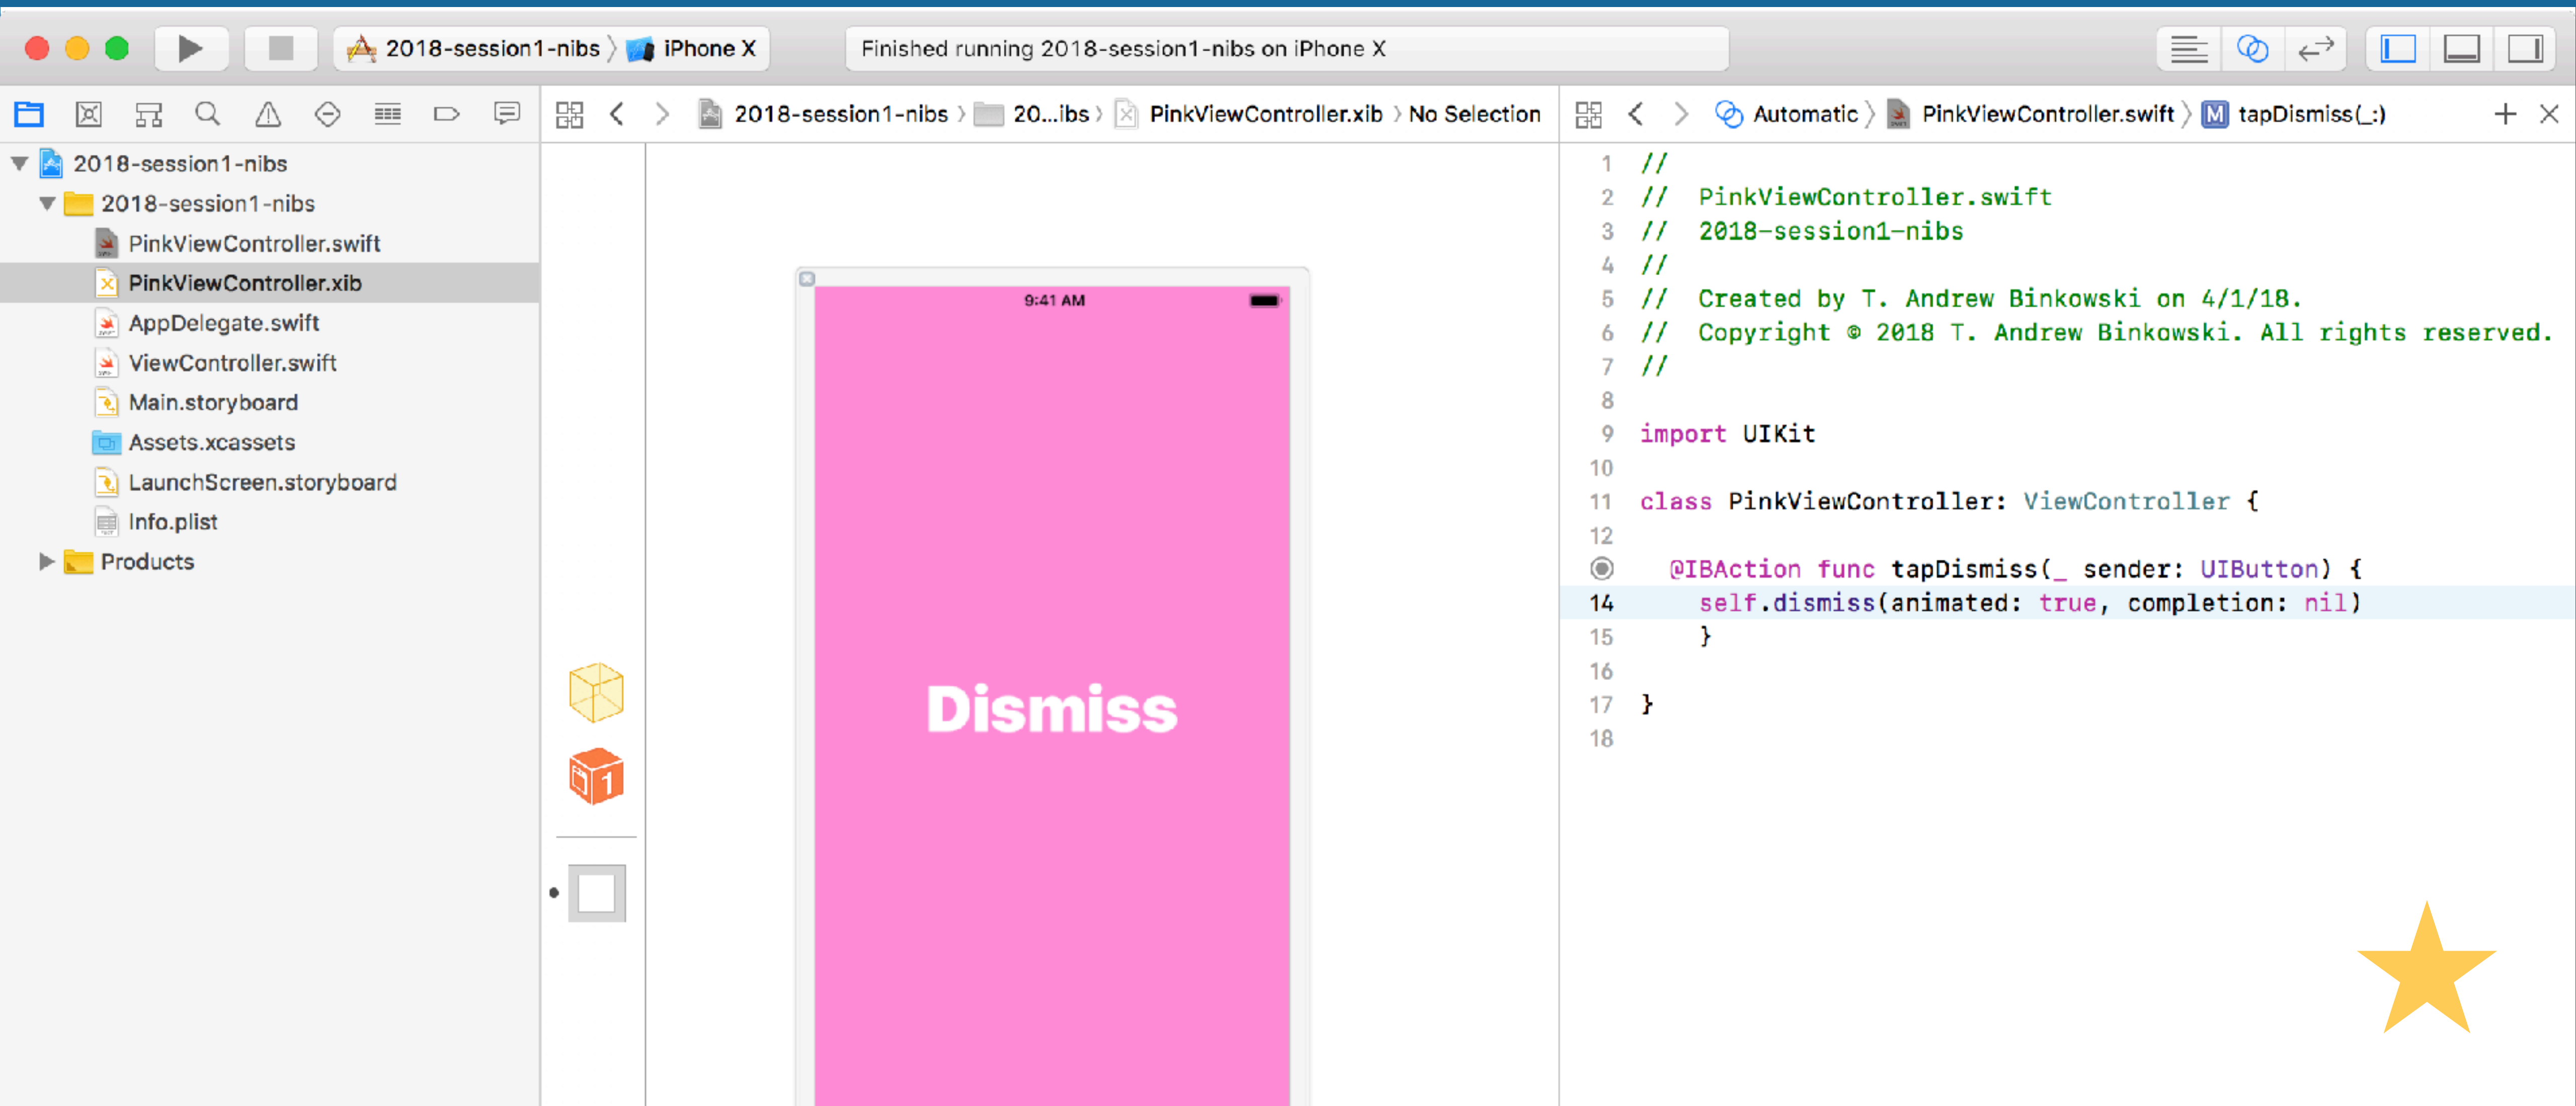 2018-session1-nibs 〉 iPhone X
Finished running 2018-session1-nibs on iPhone X
2018-session1-nibs
2018-session1-nibs
PinkViewController.swift
PinkViewController.xib
AppDelegate.swift
ViewController.swift
Main.storyboard
Assets.xcassets
LaunchScreen.storyboard
Info.plist
Products
2018-session1-nibs 〉 20...ibs 〉 PinkViewController.xib 〉 No Selection
9:41 AM
Dismiss
1
Automatic 〉 PinkViewController.swift 〉 M tapDismiss(_:)
1 //
2 //  PinkViewController.swift
3 //  2018-session1-nibs
4 //
5 //  Created by T. Andrew Binkowski on 4/1/18.
6 //  Copyright © 2018 T. Andrew Binkowski. All rights reserved.
7 //
8
9 import UIKit
10
11 class PinkViewController: ViewController {
12
@IBAction func tapDismiss(_ sender: UIButton) {
14 self.dismiss(animated: true, completion: nil)
15 }
16
17 }
18